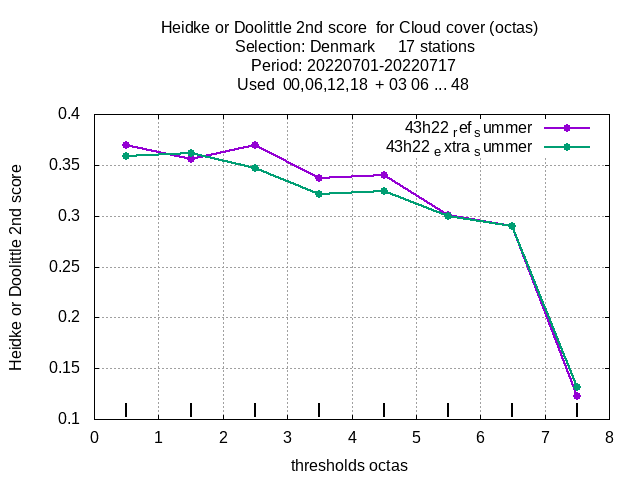 Heidke or Doolittle 2nd score  for Cloud cover (octas)
Selection: Denmark     17 stations
Period: 20220701-20220717
Used  00,06,12,18  + 03 06 ... 48
43h22 ref summer
43h22 extra summer
Heidke or Doolittle 2nd score
0.4
0.35
0.3
0.25
0.2
0.15
0.1
0 1 2 3 4 5 6 7 8
thresholds octas